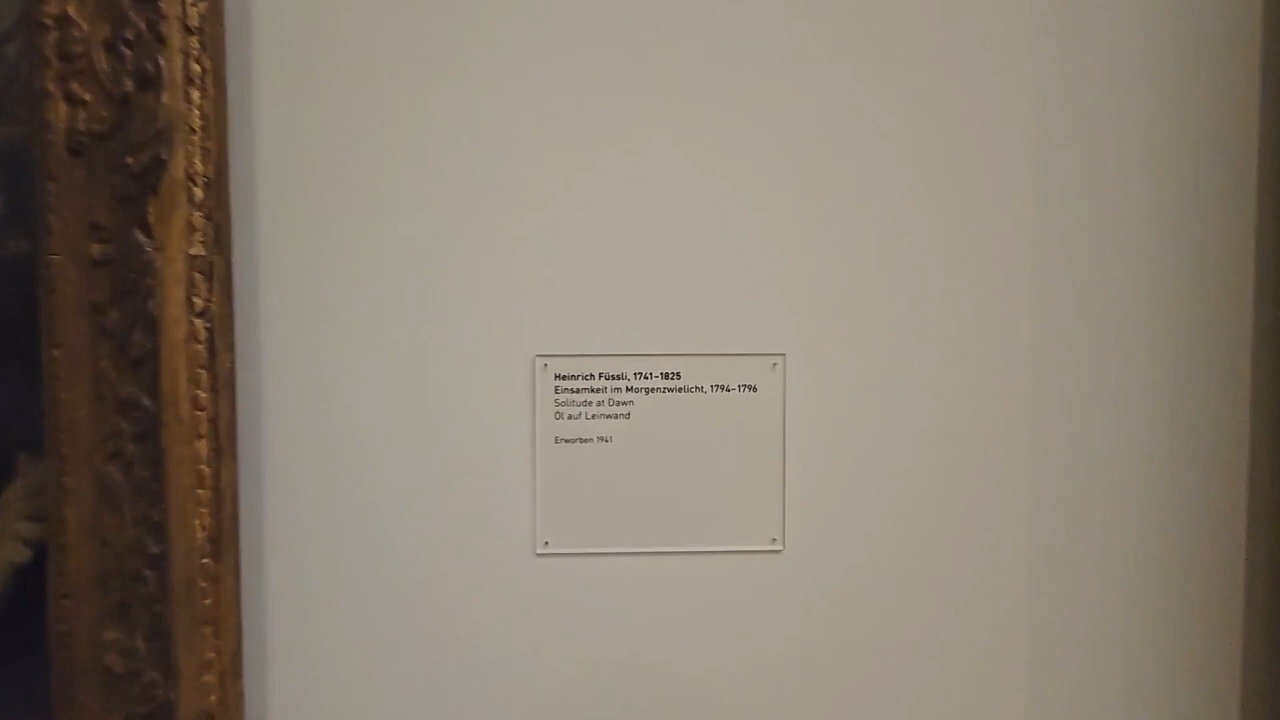 Heinrich Füssli, 1741–1825
Einsamkeit im Morgenzwielicht, 1794–1796
Solitude at Dawn
Öl auf Leinwand
Erworben 1941